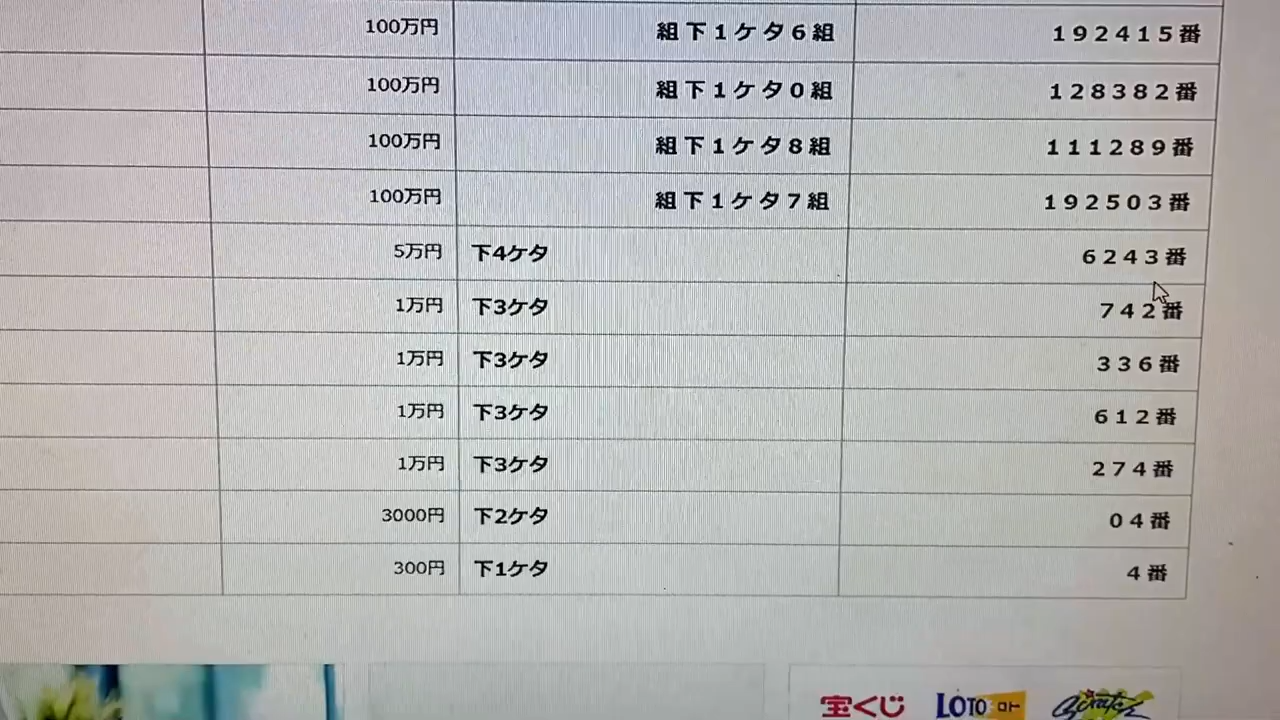 100万円 組下1ケタ6組 192415番
100万円 組下1ケタ0組 128382番
100万円 組下1ケタ8組 111289番
100万円 組下1ケタ7組 192503番
5万円 下4ケタ 6243番
1万円 下3ケタ 742番
1万円 下3ケタ 336番
1万円 下3ケタ 612番
1万円 下3ケタ 274番
3000円 下2ケタ 04番
300円 下1ケタ 4番
宝くじ LOTO ロト Scratch